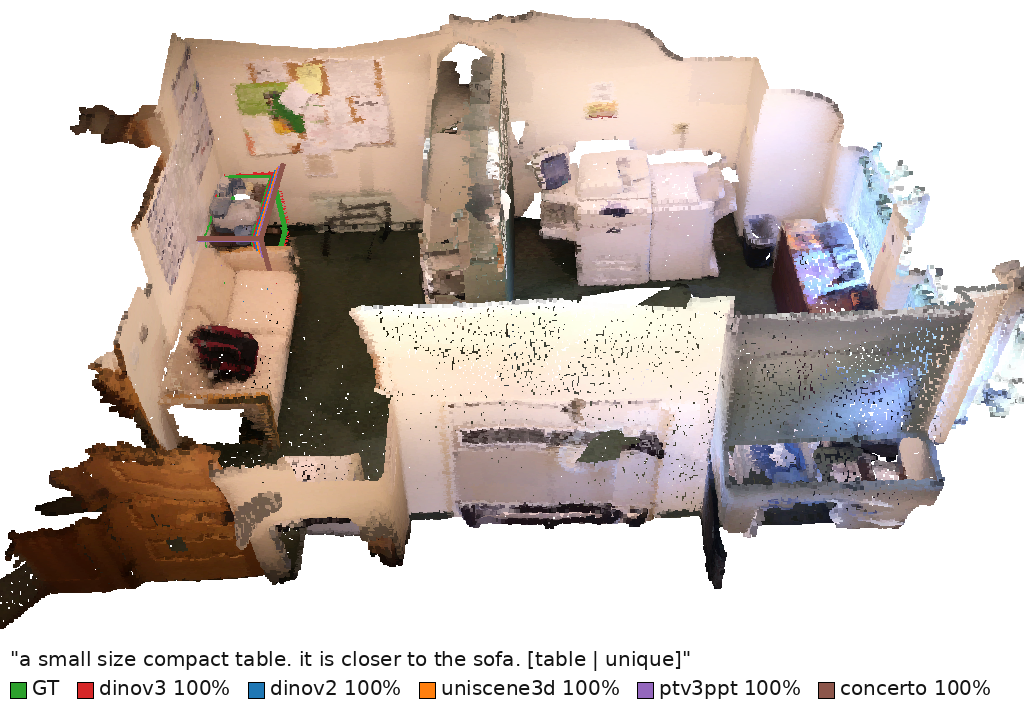 "a small size compact table. it is closer to the sofa. [table | unique]"
GT dinov3 100% dinov2 100% uniscene3d 100% ptv3ppt 100% concerto 100%